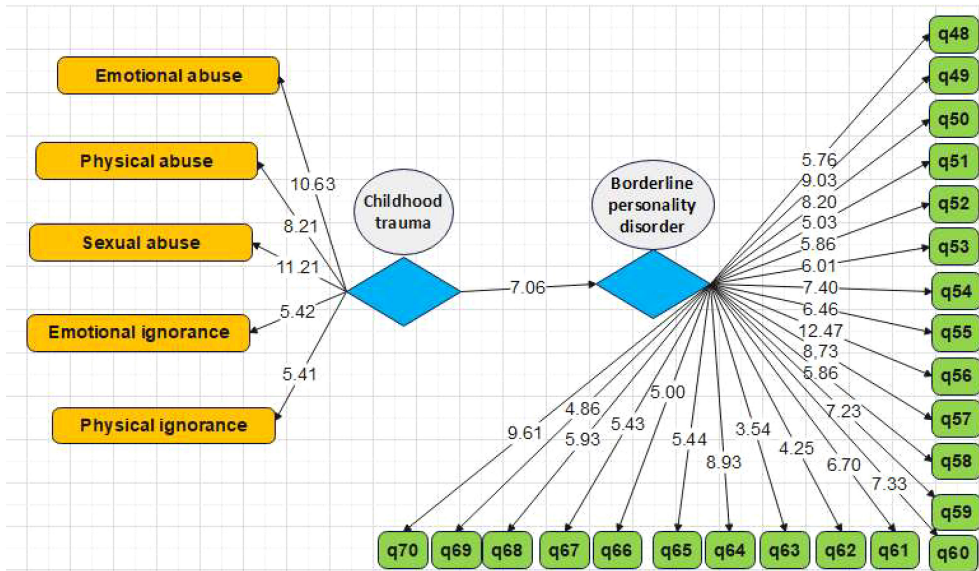 Emotional abuse
Physical abuse
Sexual abuse
Emotional ignorance
Physical ignorance
10.63
8.21
11.21
5.42
5.41
Childhood
trauma
7.06
Borderline
personality
disorder
5.76
9.03
8.20
5.03
5.86
6.01
7.40
6.46
12.47
8,73
5.86
7.23
7.33
6.70
4.25
3.54
8.93
5.44
5.00
5.43
5.93
4.86
9.61
q48
q49
q50
q51
q52
q53
q54
q55
q56
q57
q58
q59
q60
q70
q69
q68
q67
q66
q65
q64
q63
q62
q61